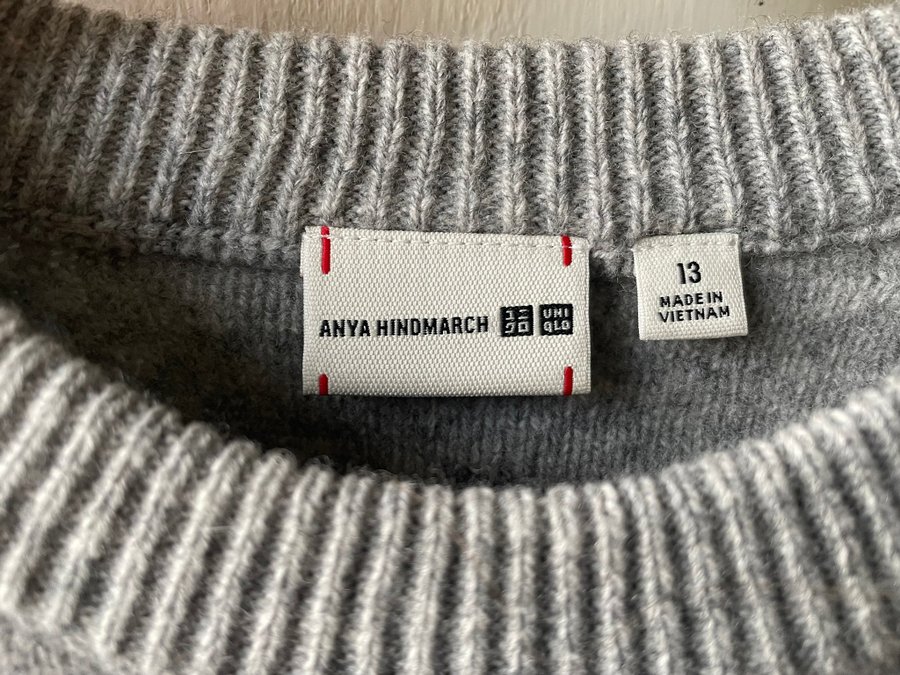 ANYA HINDMARCH ユニ クロ UNI QLO
13
MADE IN
VIETNAM